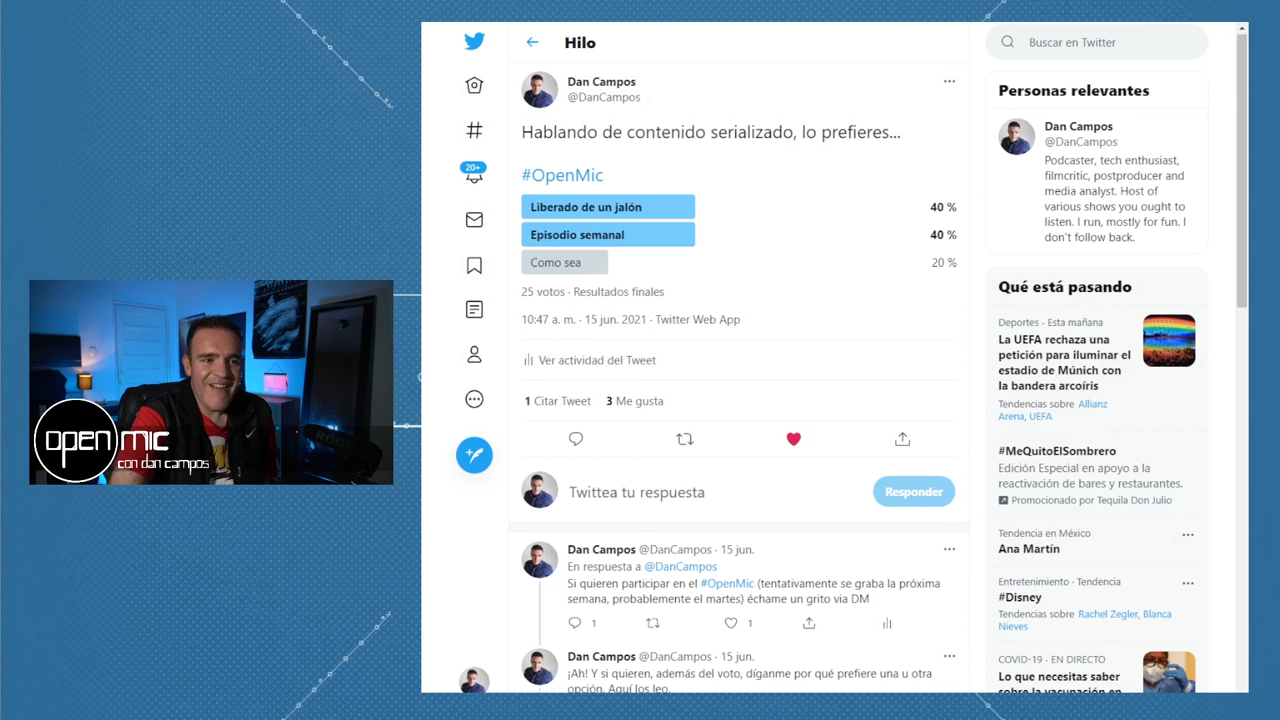 Hilo
Dan Campos
@DanCampos
Hablando de contenido serializado, lo prefieres...
#OpenMic
Liberado de un jalón 40 %
Episodio semanal 40 %
Como sea 20 %
25 votos · Resultados finales
10:47 a. m. · 15 jun. 2021 · Twitter Web App
Ver actividad del Tweet
1 Citar Tweet 3 Me gusta
Twittea tu respuesta
Responder
Dan Campos @DanCampos · 15 jun.
En respuesta a @DanCampos
Si quieren participar en el #OpenMic (tentativamente se graba la próxima
semana, probablemente el martes) échame un grito via DM
1 1
Dan Campos @DanCampos · 15 jun.
¡Ah! Y si quieren, además del voto, díganme por qué prefiere una u otra
opción. Aquí los leo.
20+
Buscar en Twitter
Personas relevantes
Dan Campos
@DanCampos
Podcaster, tech enthusiast,
filmcritic, postproducer and
media analyst. Host of
various shows you ought to
listen. I run, mostly for fun. I
don't follow back.
Qué está pasando
Deportes · Esta mañana
La UEFA rechaza una
petición para iluminar el
estadio de Múnich con
la bandera arcoíris
Tendencias sobre Allianz
Arena, UEFA
#MeQuitoElSombrero
Edición Especial en apoyo a la
reactivación de bares y restaurantes.
Promocionado por Tequila Don Julio
Tendencia en México
Ana Martín
Entretenimiento · Tendencia
#Disney
Tendencias sobre Rachel Zegler, Blanca
Nieves
COVID-19 · EN DIRECTO
Lo que necesitas saber
sobre la vacunación en
open mic
con dan campos
RODE